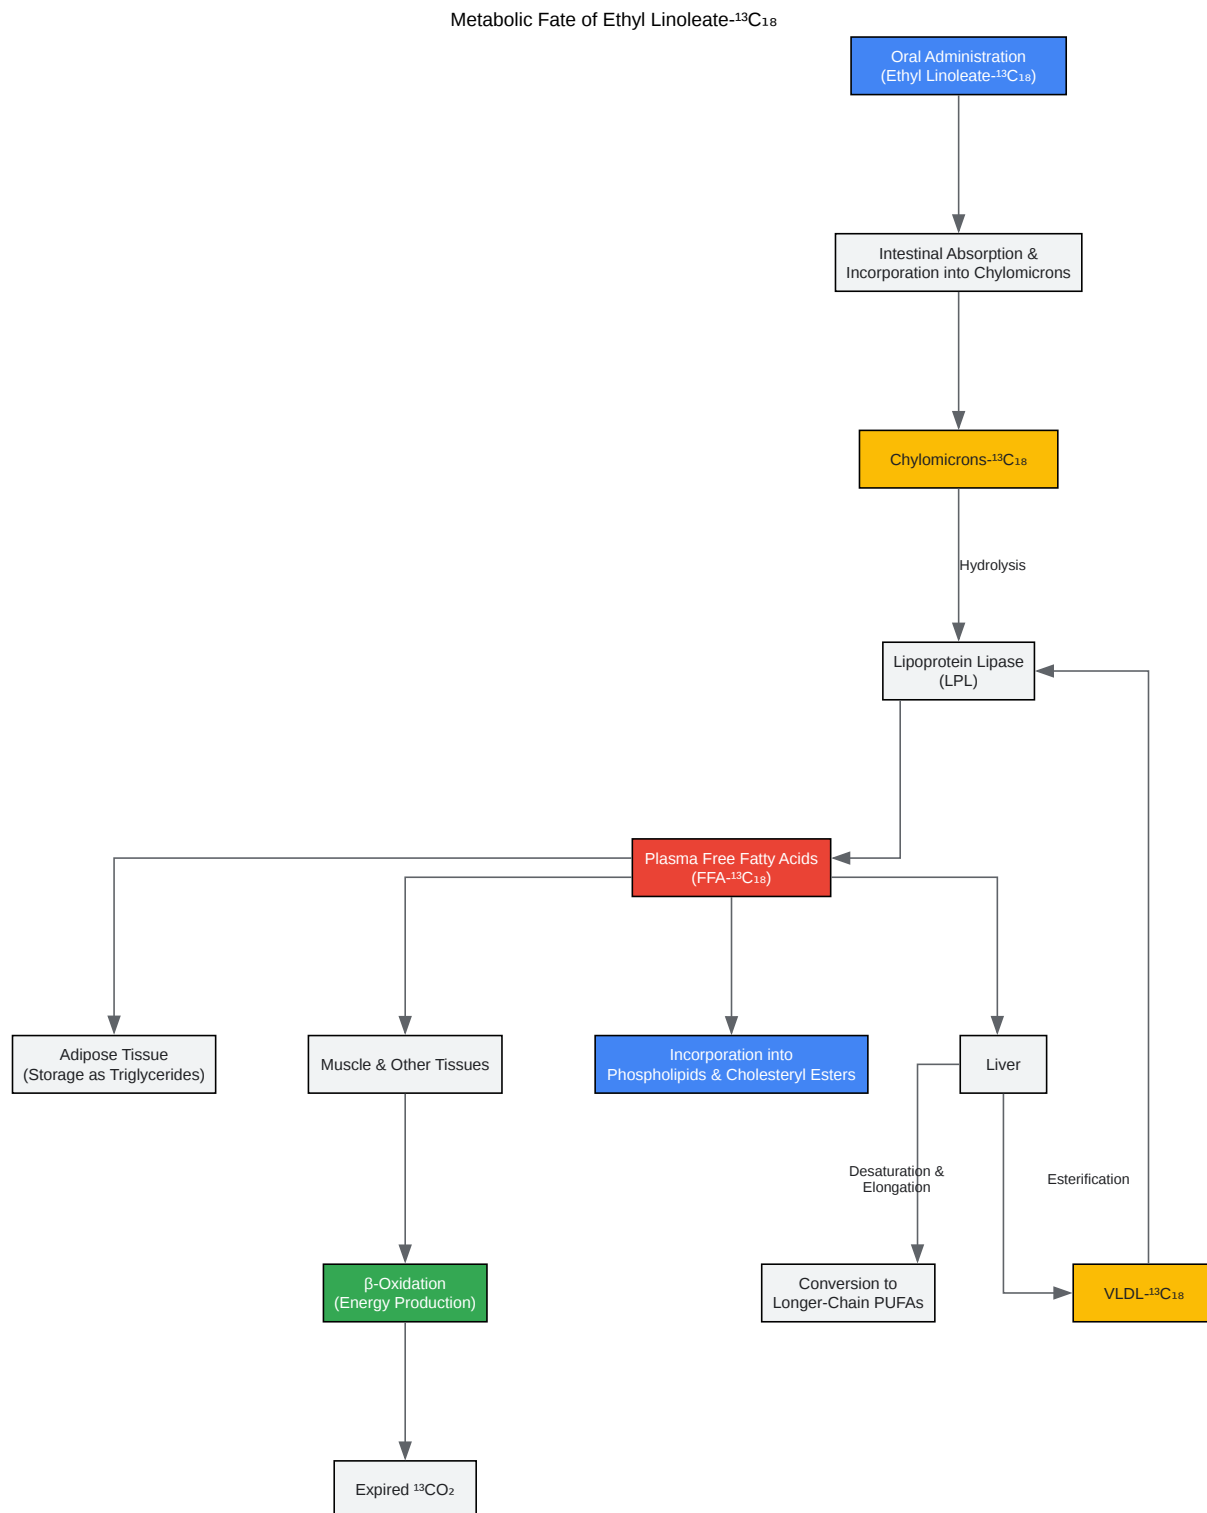 Metabolic Fate of Ethyl Linoleate-¹³C₁₈
Oral Administration
(Ethyl Linoleate-¹³C₁₈)
Intestinal Absorption &
Incorporation into Chylomicrons
Chylomicrons-¹³C₁₈
Hydrolysis
Lipoprotein Lipase
(LPL)
Plasma Free Fatty Acids
(FFA-¹³C₁₈)
Adipose Tissue
(Storage as Triglycerides)
Muscle & Other Tissues
Incorporation into
Phospholipids & Cholesteryl Esters
Liver
Desaturation &
Elongation
Esterification
β-Oxidation
(Energy Production)
Conversion to
Longer-Chain PUFAs
VLDL-¹³C₁₈
Expired ¹³CO₂